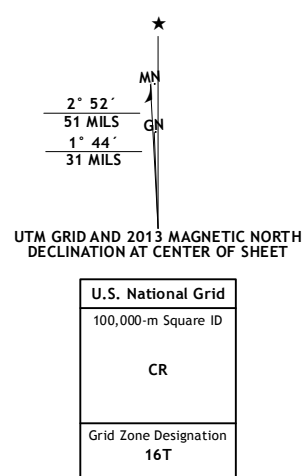 ★
MN
2° 52´
51 MILS
GN
1° 44´
31 MILS
UTM GRID AND 2013 MAGNETIC NORTH
DECLINATION AT CENTER OF SHEET
U.S. National Grid
100,000-m Square ID
CR
Grid Zone Designation
16T